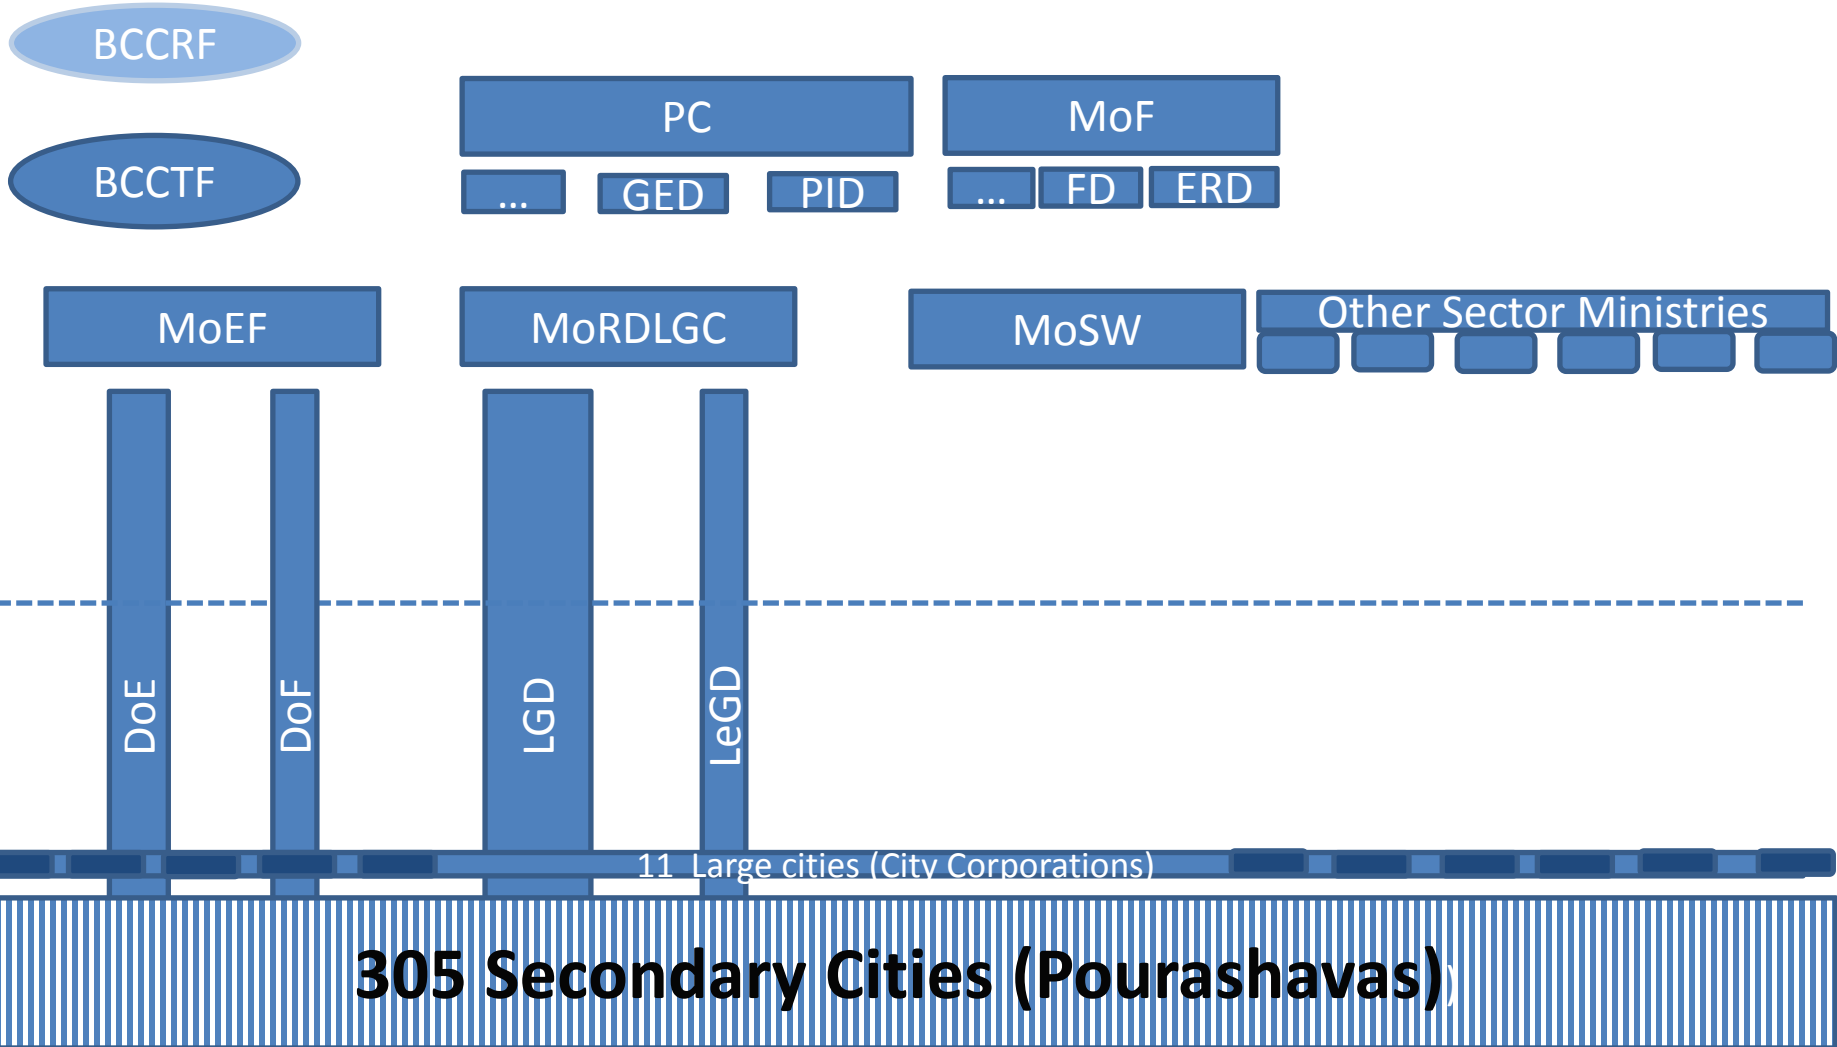 BCCRF
PC
MoF
BCCTF
...
GED
PID
...
FD
ERD
MoEF
MoRDLGC
MoSW
Other Sector Ministries
DoE
DoF
LGD
LeGD
11 Large cities (City Corporations)
305 Secondary Cities (Pourashavas))